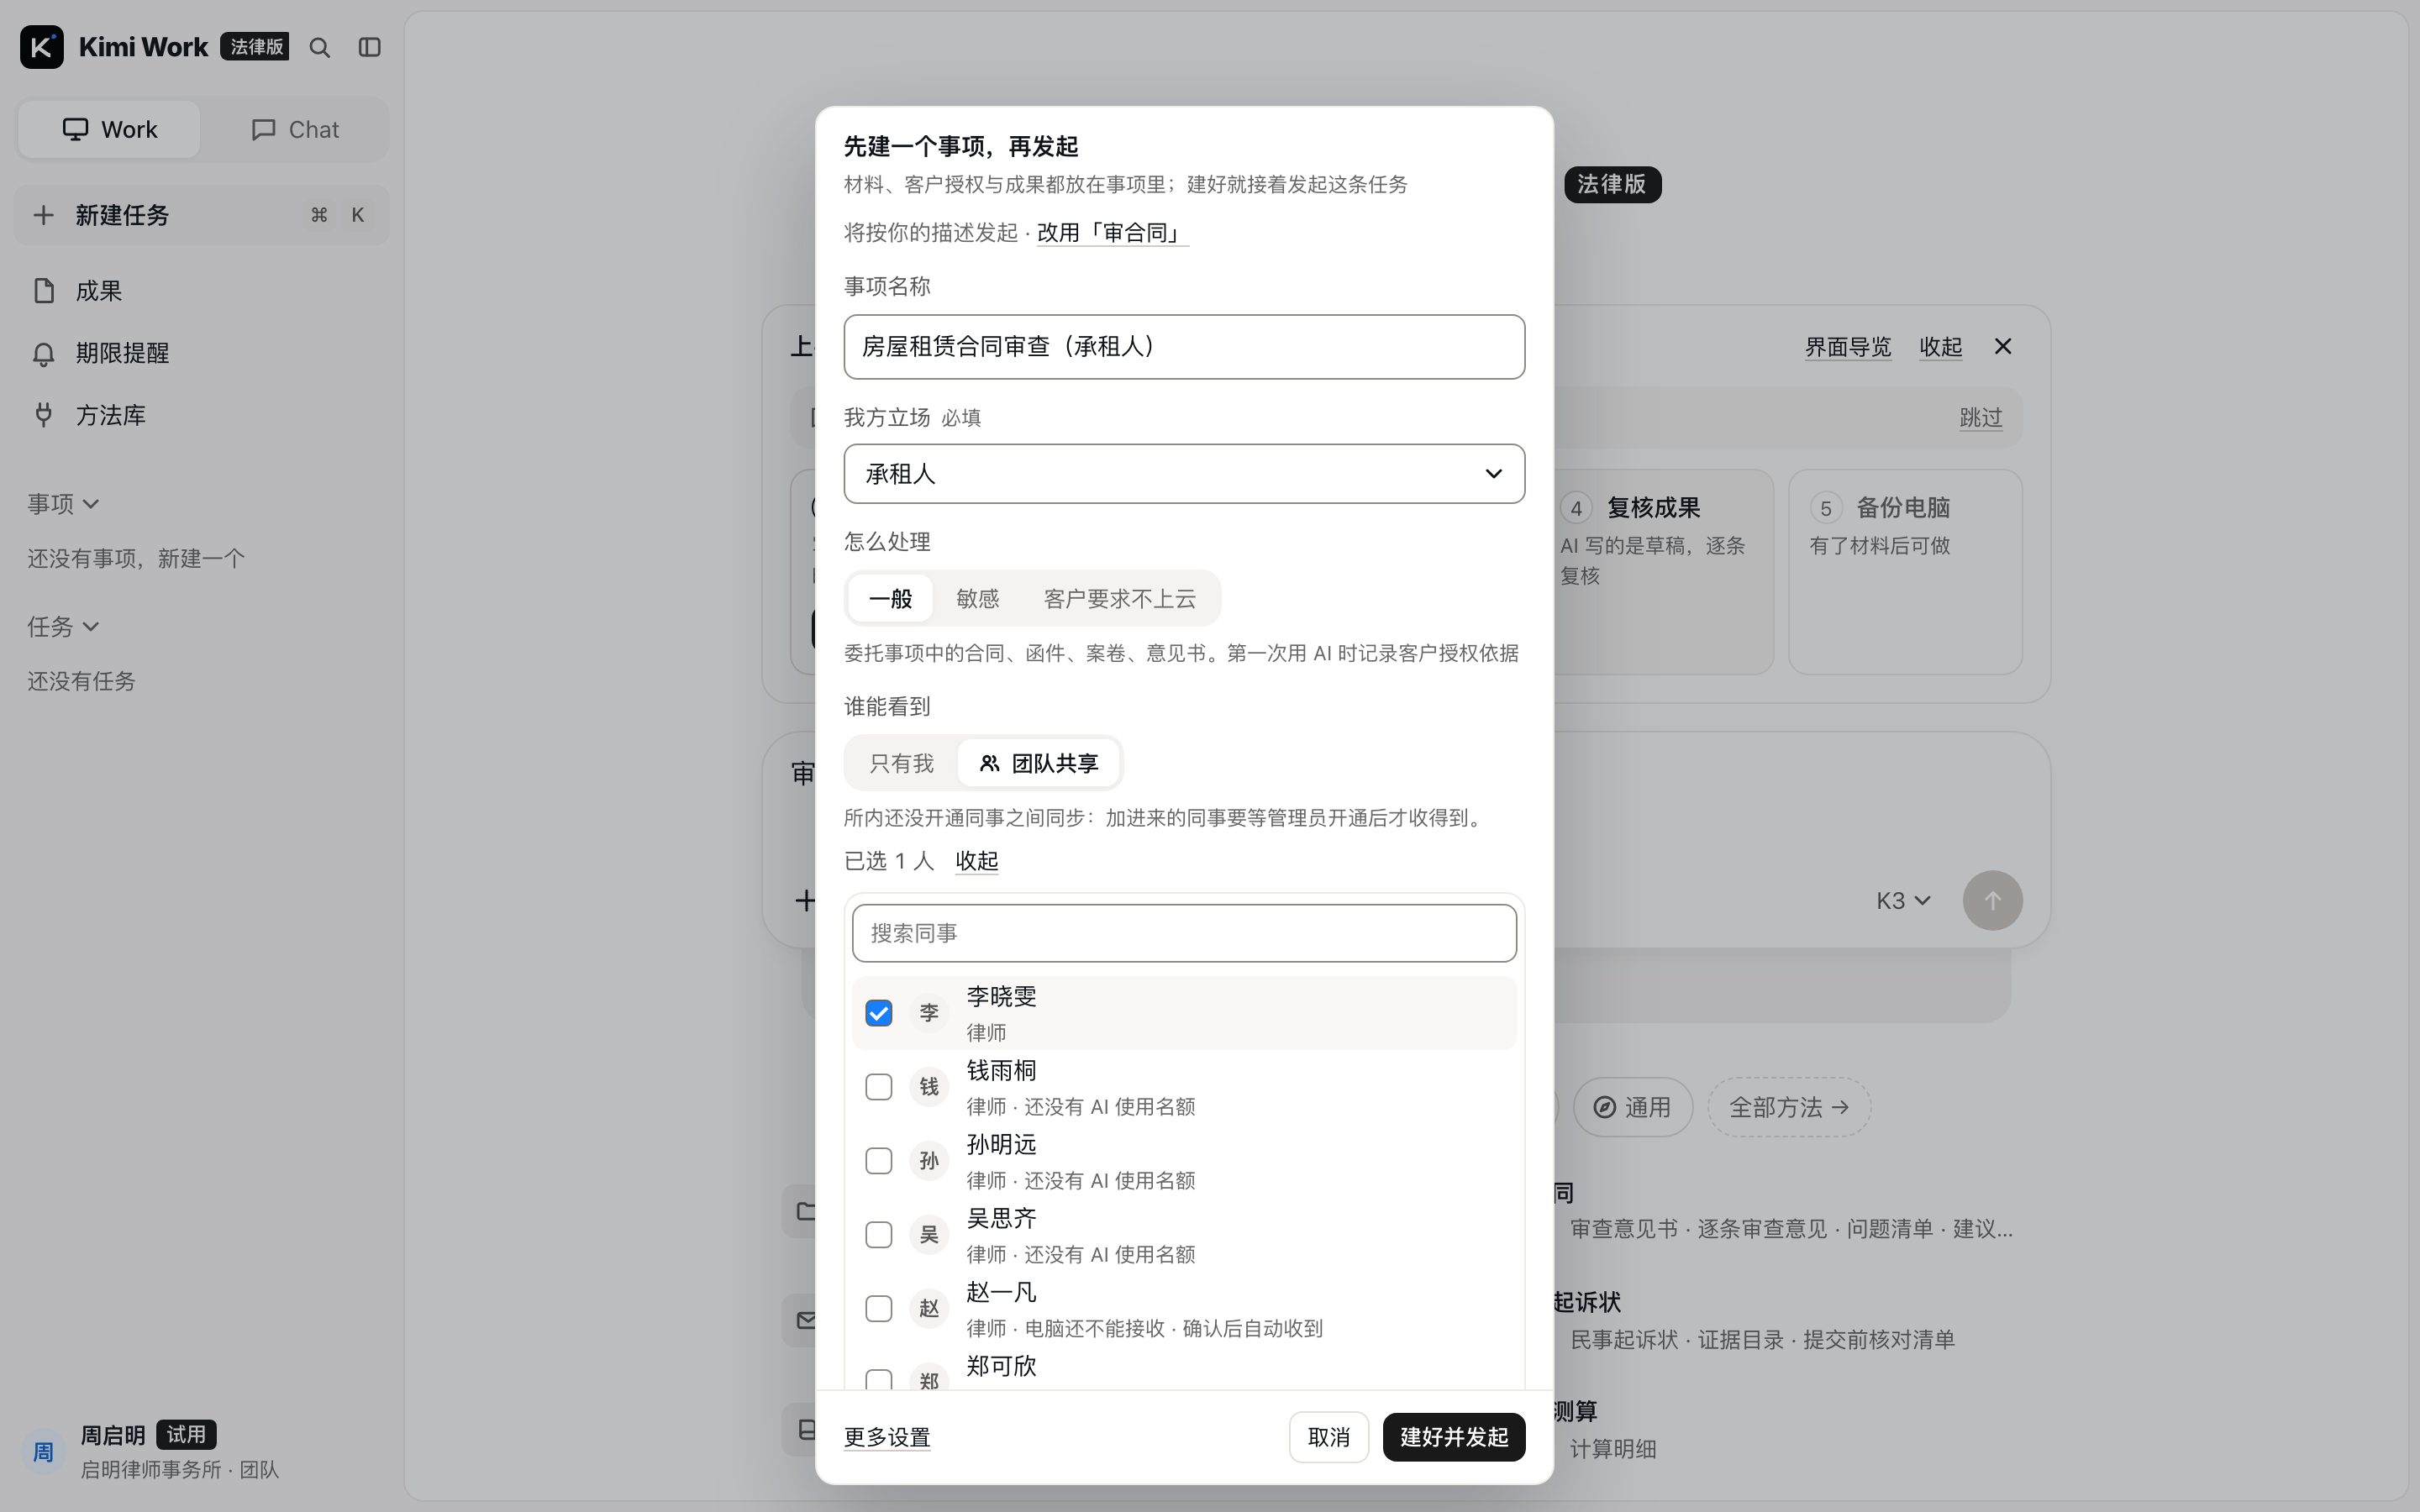 Kimi Work 法律版
Work
Chat
新建任务 ⌘ K
成果
期限提醒
方法库
事项
还没有事项，新建一个
任务
还没有任务
周
周启明 试用
启明律师事务所 · 团队
法律版
界面导览 收起
跳过
4 复核成果
AI 写的是草稿，逐条
复核
5 备份电脑
有了材料后可做
审
K3
通用
全部方法 →
同
审查意见书 · 逐条审查意见 · 问题清单 · 建议...
起诉状
民事起诉状 · 证据目录 · 提交前核对清单
测算
计算明细
先建一个事项，再发起
材料、客户授权与成果都放在事项里；建好就接着发起这条任务
将按你的描述发起 · 改用「审合同」
事项名称
房屋租赁合同审查（承租人）
我方立场 必填
承租人
怎么处理
一般 敏感 客户要求不上云
委托事项中的合同、函件、案卷、意见书。第一次用 AI 时记录客户授权依据
谁能看到
只有我 团队共享
所内还没开通同事之间同步：加进来的同事要等管理员开通后才收得到。
已选 1 人 收起
搜索同事
李 李晓雯
律师
钱 钱雨桐
律师 · 还没有 AI 使用名额
孙 孙明远
律师 · 还没有 AI 使用名额
吴 吴思齐
律师 · 还没有 AI 使用名额
赵 赵一凡
律师 · 电脑还不能接收 · 确认后自动收到
郑 郑可欣
更多设置
取消
建好并发起